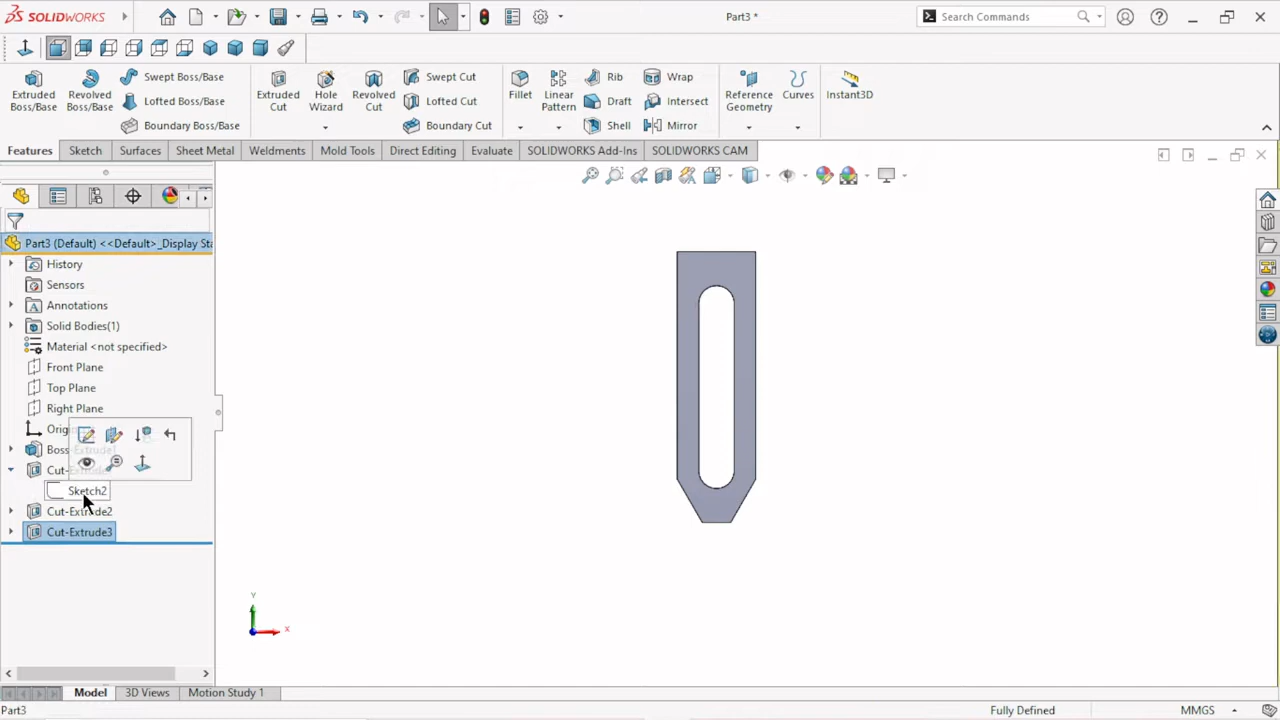 SOLIDWORKS
Part3 *
Search Commands
Extruded Boss/Base
Revolved Boss/Base
Swept Boss/Base
Lofted Boss/Base
Boundary Boss/Base
Extruded Cut
Hole Wizard
Revolved Cut
Swept Cut
Lofted Cut
Boundary Cut
Fillet
Linear Pattern
Rib
Draft
Shell
Wrap
Intersect
Mirror
Reference Geometry
Curves
Instant3D
Features
Sketch
Surfaces
Sheet Metal
Weldments
Mold Tools
Direct Editing
Evaluate
SOLIDWORKS Add-Ins
SOLIDWORKS CAM
Part3 (Default) <<Default>_Display Sta
History
Sensors
Annotations
Solid Bodies(1)
Material <not specified>
Front Plane
Top Plane
Right Plane
Sketch2
Cut-Extrude2
Cut-Extrude3
Y
X
Model
3D Views
Motion Study 1
Part3
Fully Defined
MMGS